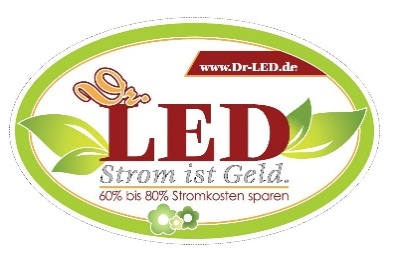 www.Dr-LED.de
Dr.
LED
Strom ist Geld.
60% bis 80% Stromkosten sparen